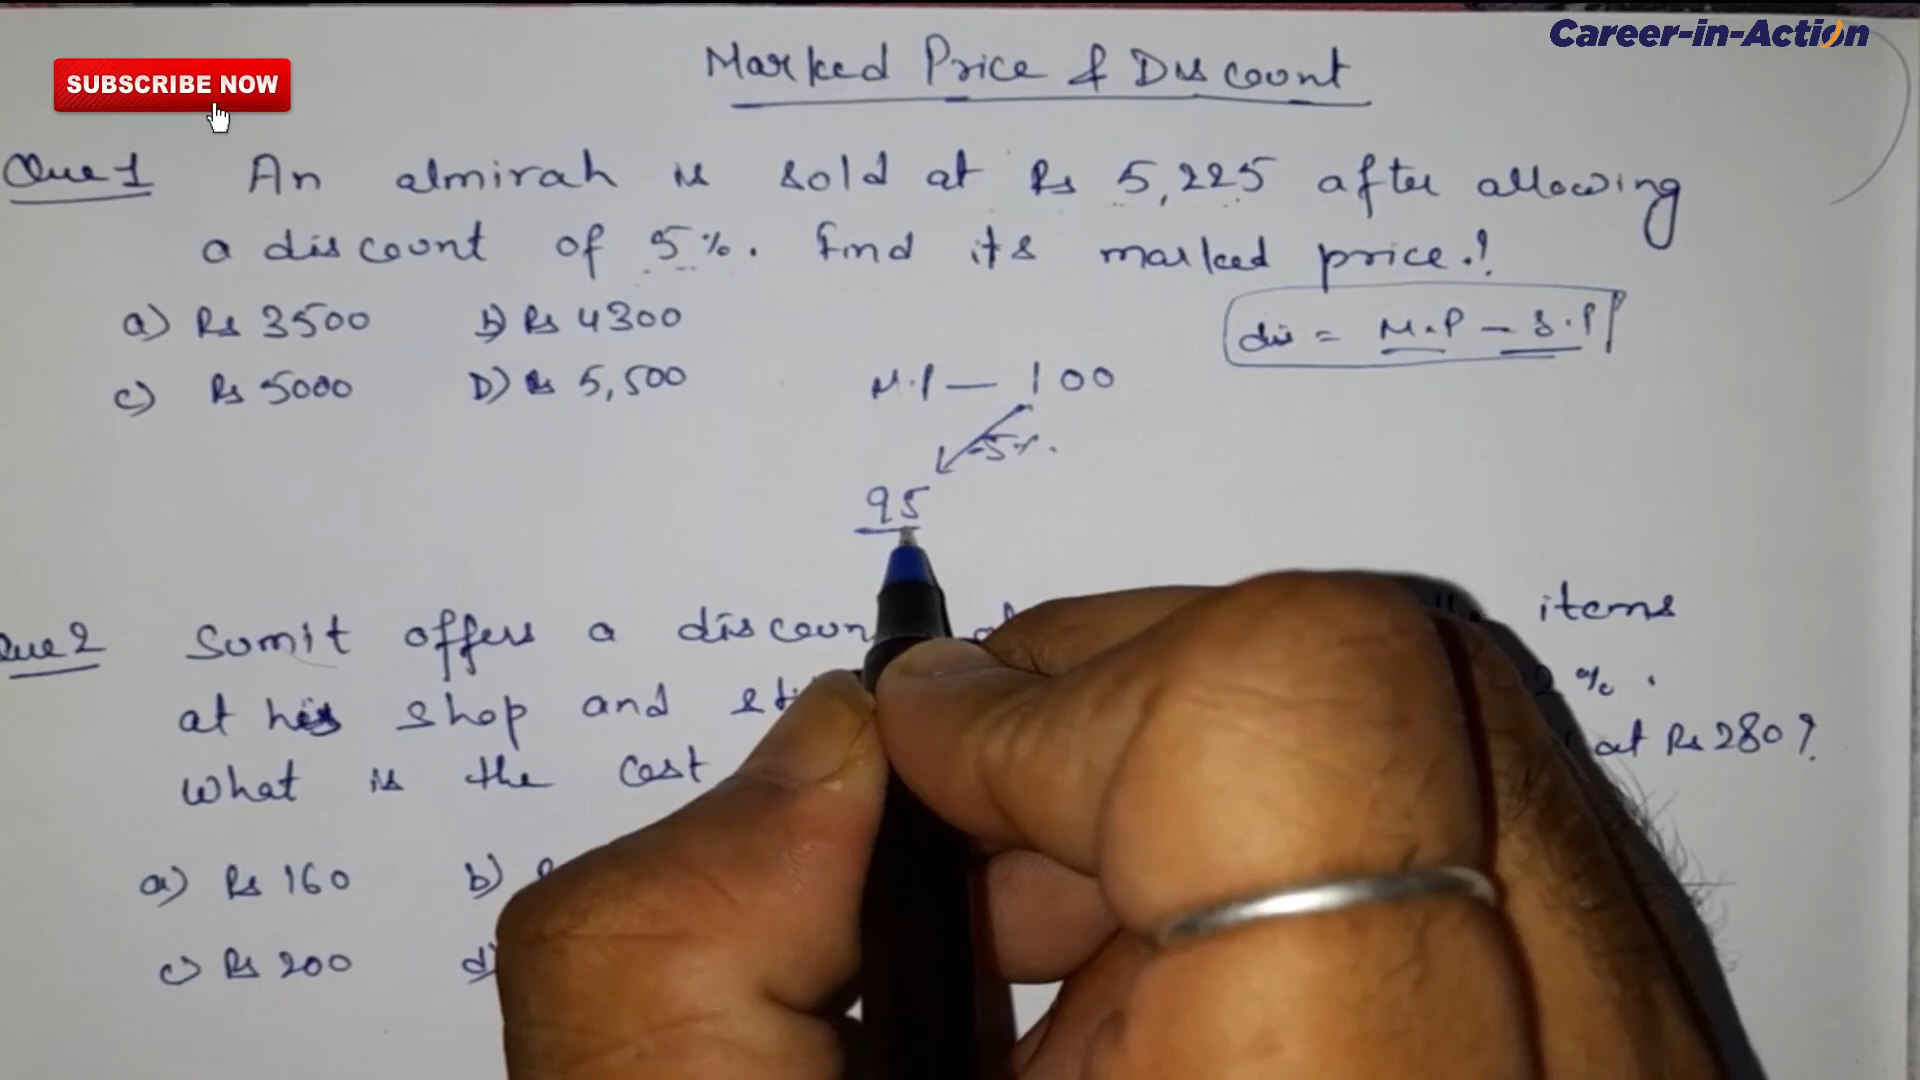 Career-in-Action
SUBSCRIBE NOW
Marked Price & Discount
Que 1 An almirah is sold at Rs 5,225 after allowing
a discount of 5%. Find its marked price.!
a) Rs 3500 b) Rs 4300
dis = M.P - S.P
c) Rs 5000 D) Rs 5,500
M.P — 100
-5%.
95
Que 2 Sumit offers a discoun items
at his shop and %.
What is the cost at Rs 280?
a) Rs 160 b)
c) Rs 200 d)